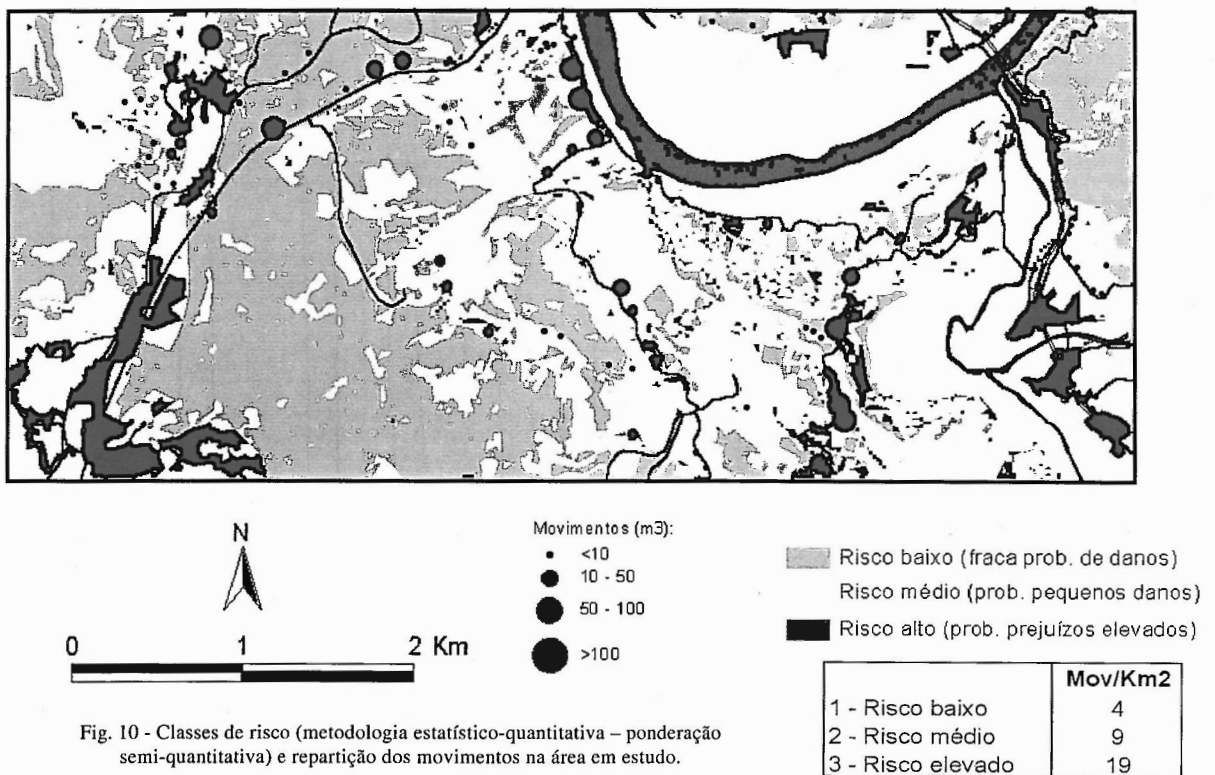 N
0 1 2 Km
Movimentos (m3):
<10
10 - 50
50 - 100
>100
Risco baixo (fraca prob. de danos)
Risco médio (prob. pequenos danos)
Risco alto (prob. prejuízos elevados)
Mov/Km2
1 - Risco baixo 4
2 - Risco médio 9
3 - Risco elevado 19
Fig. 10 - Classes de risco (metodologia estatístico-quantitativa – ponderação
semi-quantitativa) e repartição dos movimentos na área em estudo.